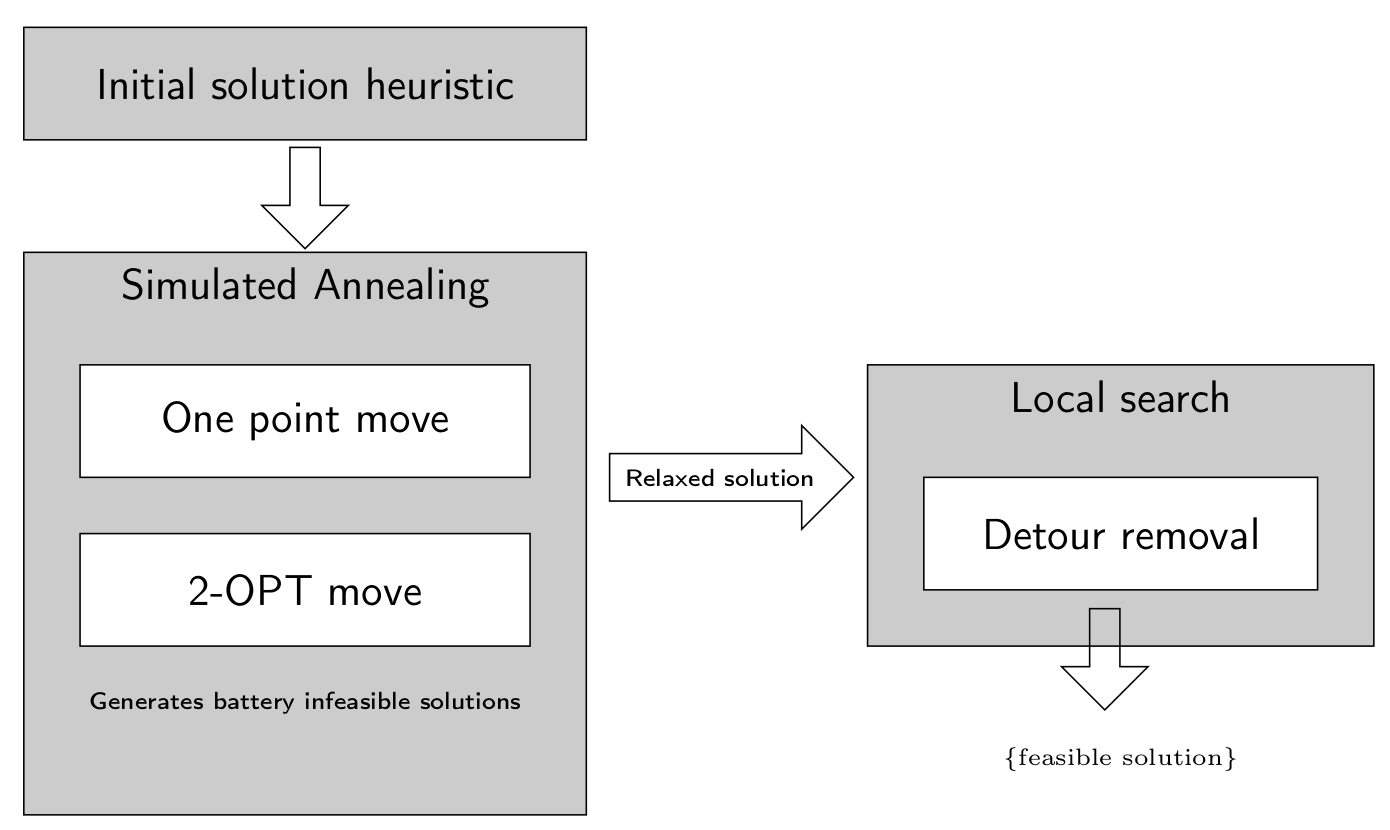 Initial solution heuristic
Simulated Annealing
One point move
2-OPT move
Generates battery infeasible solutions
Relaxed solution
Local search
Detour removal
{feasible solution}